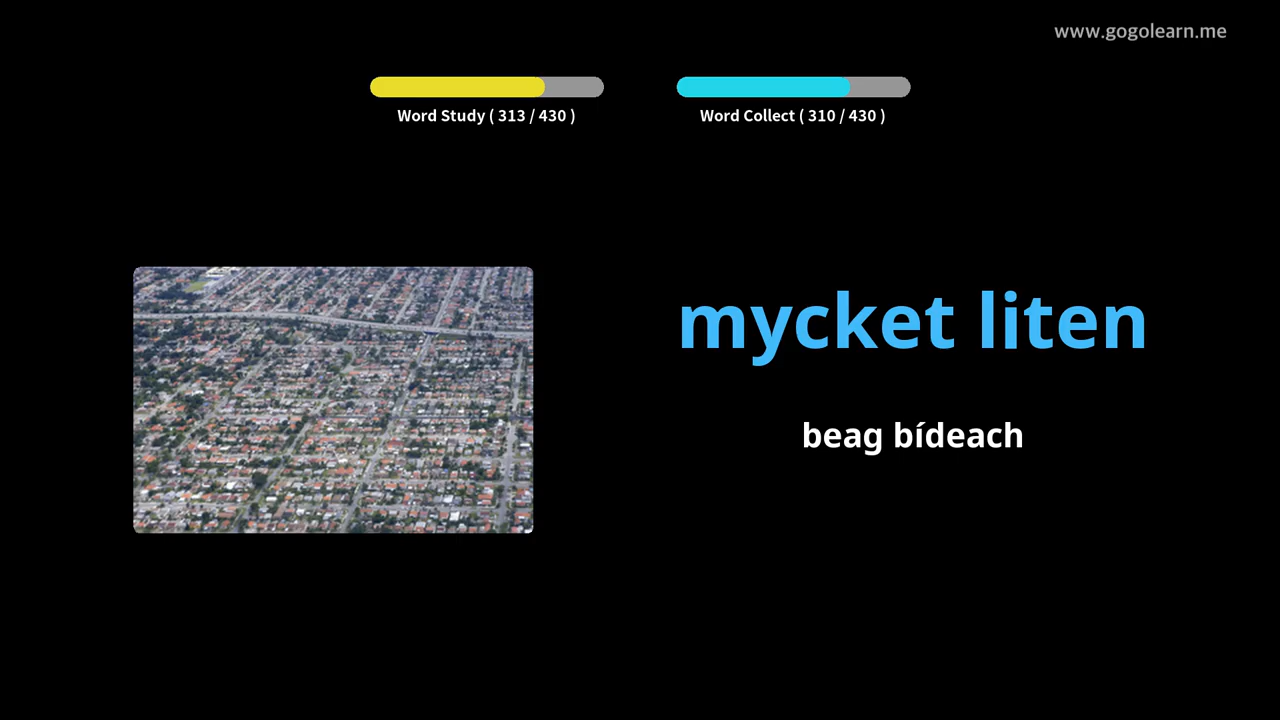 www.gogolearn.me
Word Study ( 313 / 430 )
Word Collect ( 310 / 430 )
mycket liten
beag bídeach